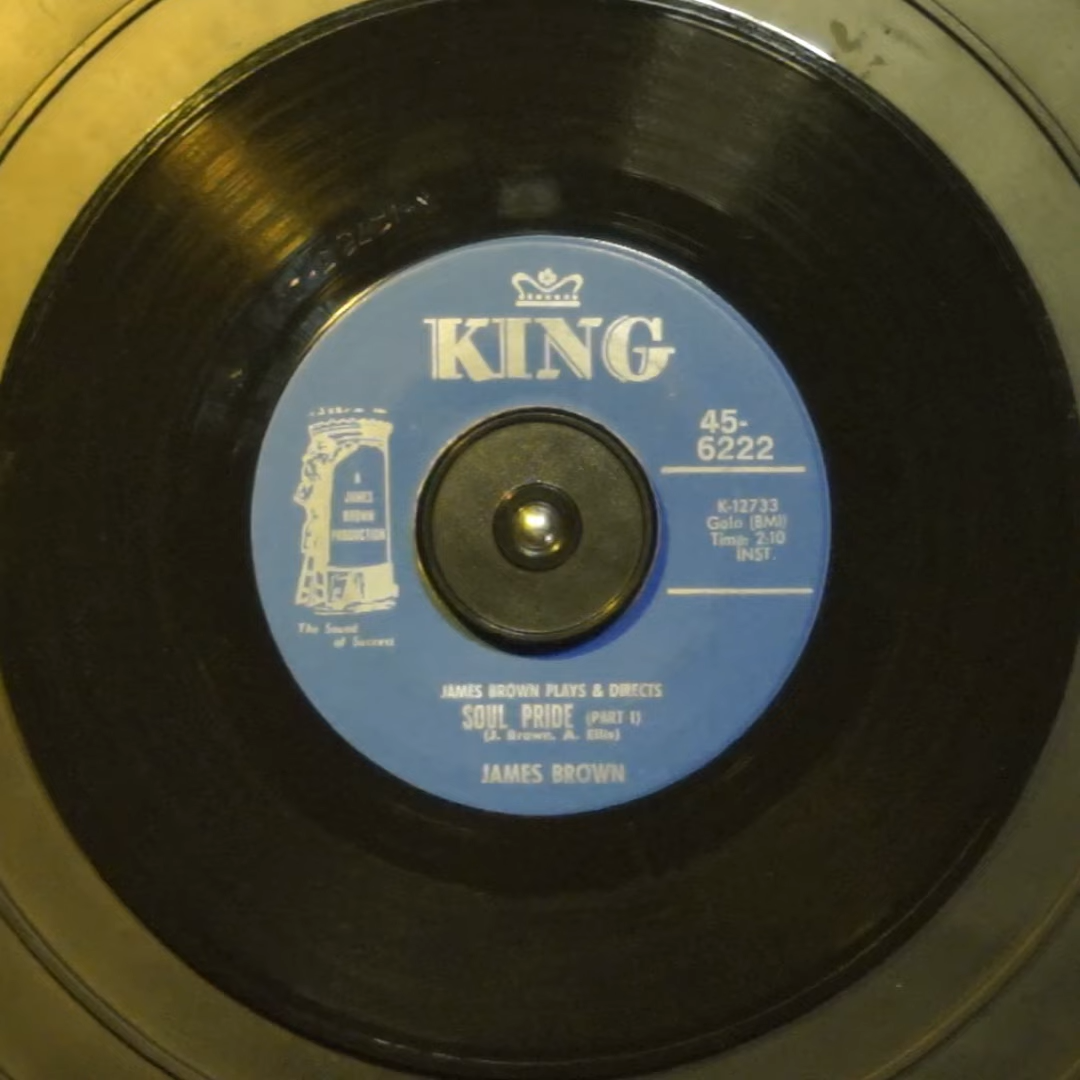 KING
45-
6222
K-12733
Golo (BMI)
Time: 2:10
INST.
A
JAMES
BROWN
PRODUCTION
The Sound
of Success
JAMES BROWN PLAYS & DIRECTS
SOUL PRIDE (PART 1)
(J. Brown, A. Ellis)
JAMES BROWN